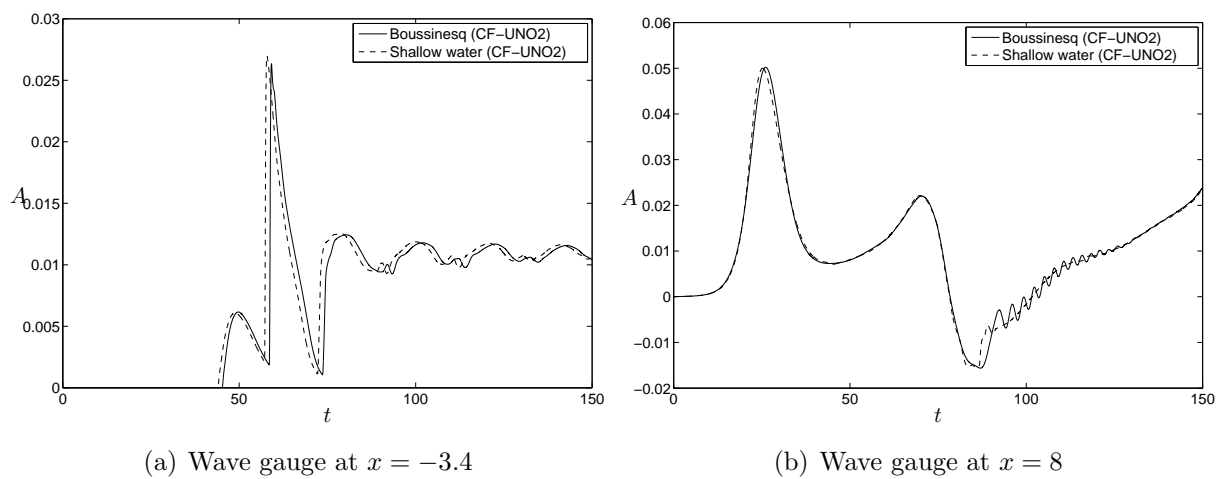 0.03
0.025
0.02
0.015
0.01
0.005
0
A
0
50
100
150
t
Boussinesq (CF−UNO2)
Shallow water (CF−UNO2)
(a) Wave gauge at x = −3.4
0.06
0.05
0.04
0.03
0.02
0.01
0
−0.01
−0.02
A
0
50
100
150
t
Boussinesq (CF−UNO2)
Shallow water (CF−UNO2)
(b) Wave gauge at x = 8